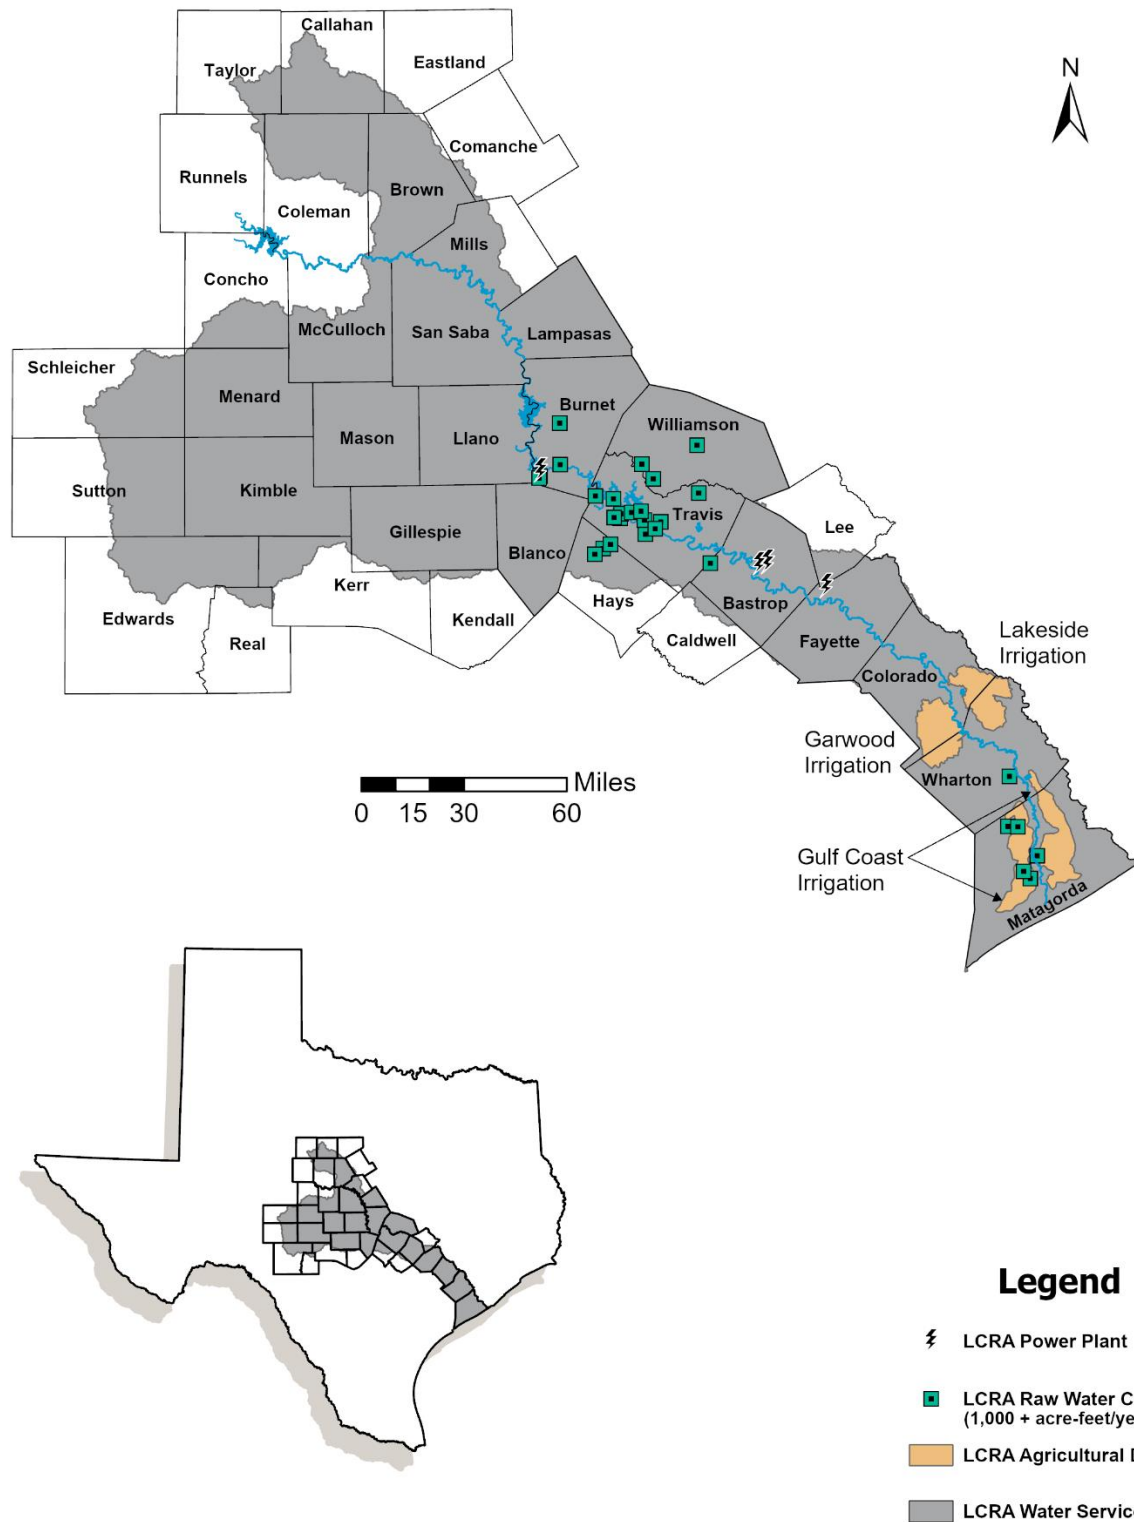 Callahan
Taylor
Eastland
N
Comanche
Runnels
Brown
Coleman
Mills
Concho
McCulloch
San Saba
Lampasas
Schleicher
Menard
Burnet
Williamson
Mason
Llano
Sutton
Kimble
Travis
Gillespie
Blanco
Lee
Kerr
Hays
Bastrop
Edwards
Kendall
Real
Caldwell
Fayette
Lakeside
Irrigation
Colorado
Garwood
Irrigation
Wharton
Miles
0 15 30 60
Gulf Coast
Irrigation
Matagorda
Legend
LCRA Power Plant
LCRA Raw Water C
(1,000 + acre-feet/ye
LCRA Agricultural
LCRA Water Service